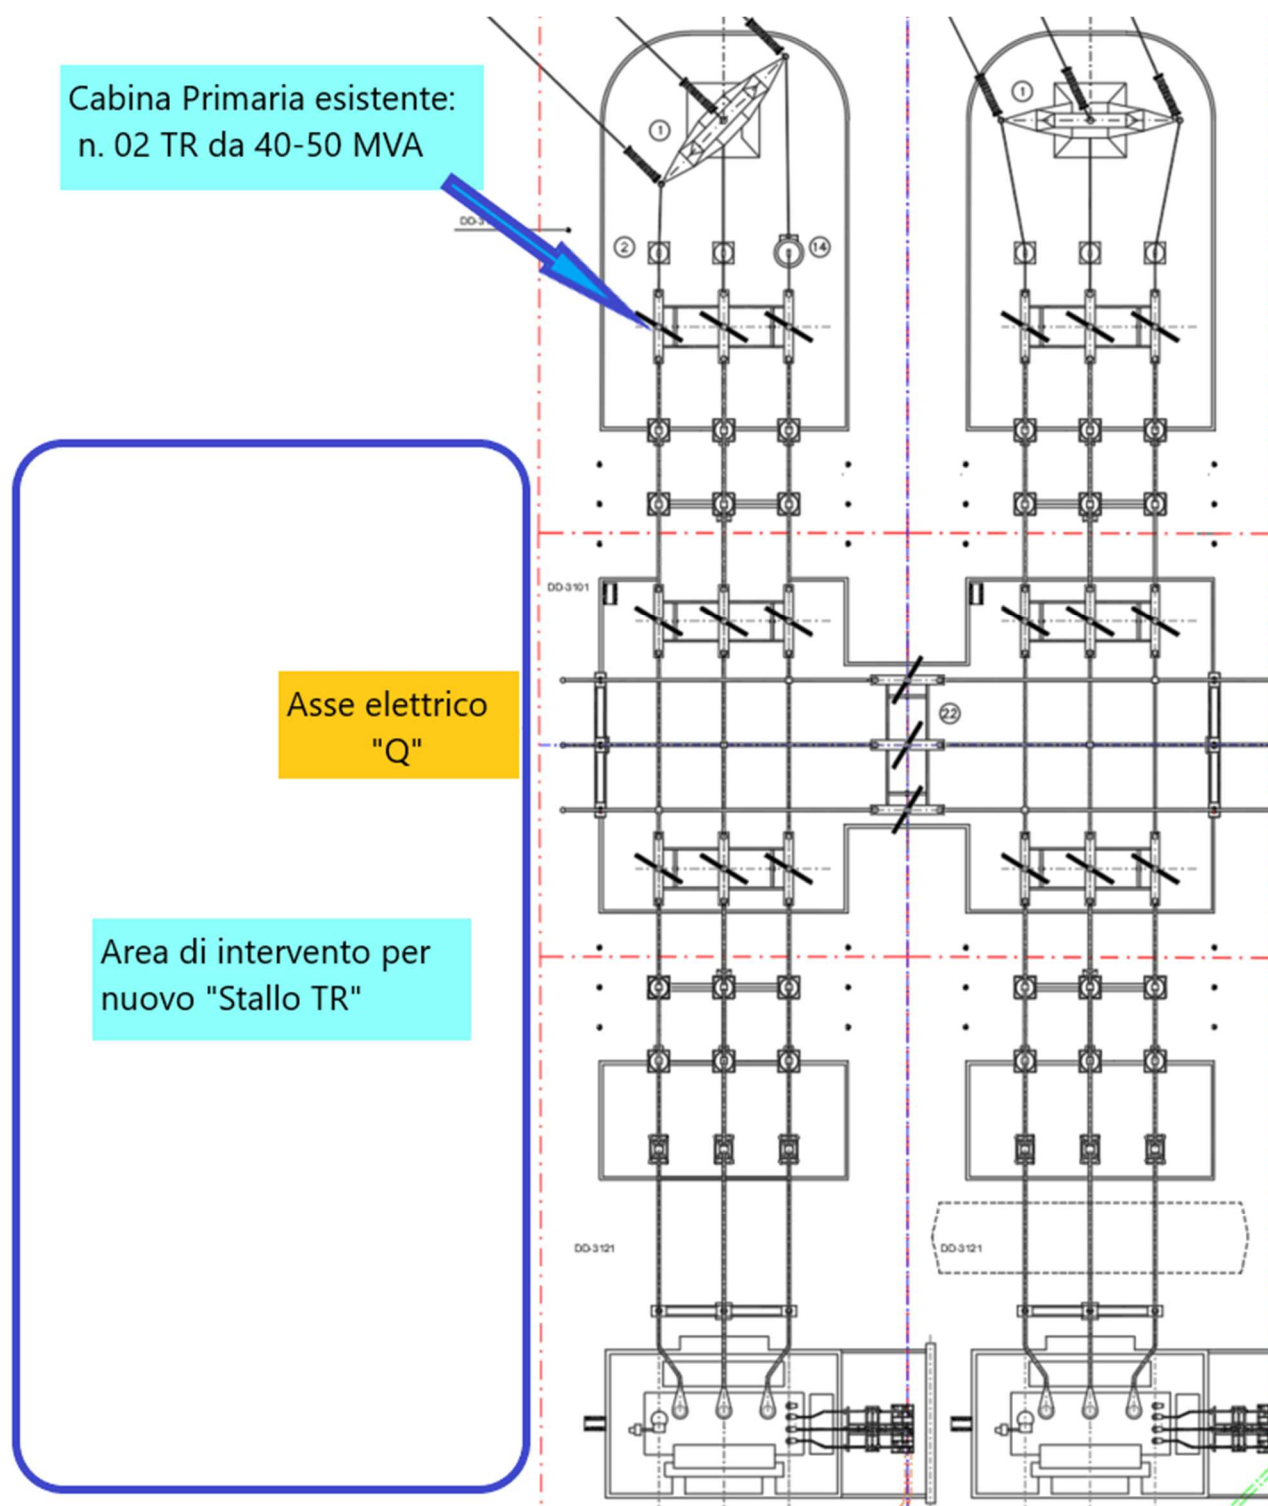 Cabina Primaria esistente:
n. 02 TR da 40-50 MVA
1
1
2
14
DD-3101
Asse elettrico
"Q"
22
Area di intervento per
nuovo "Stallo TR"
DD-3121
DD-3121